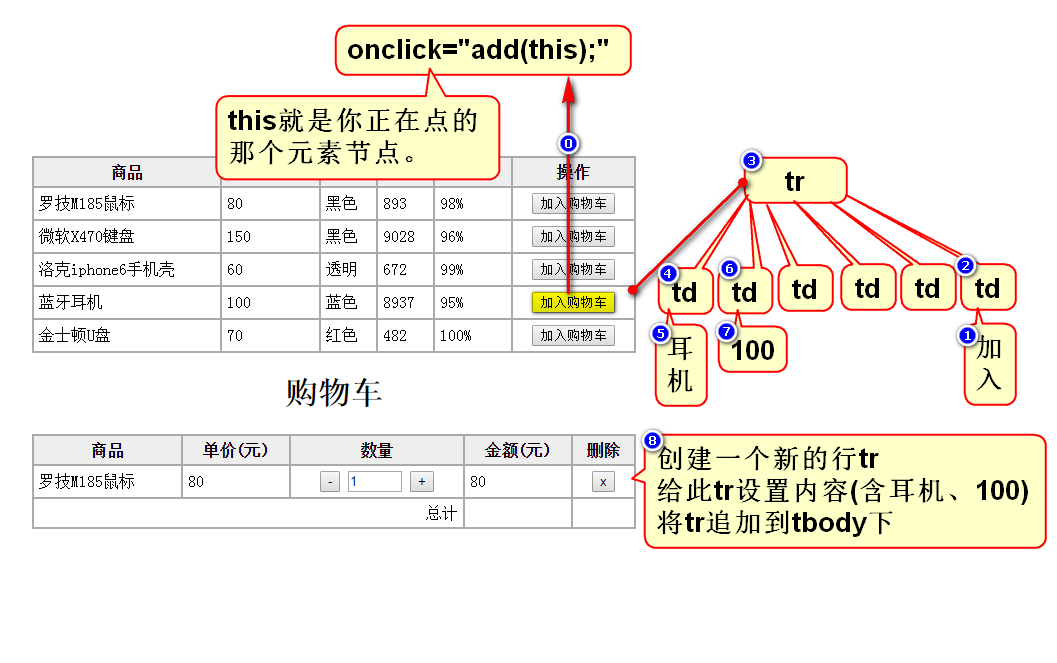 onclick="add(this);"
this就是你正在点的
那个元素节点。
0
商品 操作
罗技M185鼠标 80 黑色 893 98% 加入购物车
微软X470键盘 150 黑色 9028 96% 加入购物车
洛克iphone6手机壳 60 透明 672 99% 加入购物车
蓝牙耳机 100 蓝色 8937 95% 加入购物车
金士顿U盘 70 红色 482 100% 加入购物车
3 tr
4 td 6 td td td td 2 td
5 耳
机
7 100
1 加
入
购物车
商品 单价(元) 数量 金额(元) 删除
罗技M185鼠标 80 - 1 + 80 x
总计
8 创建一个新的行tr
给此tr设置内容(含耳机、100)
将tr追加到tbody下